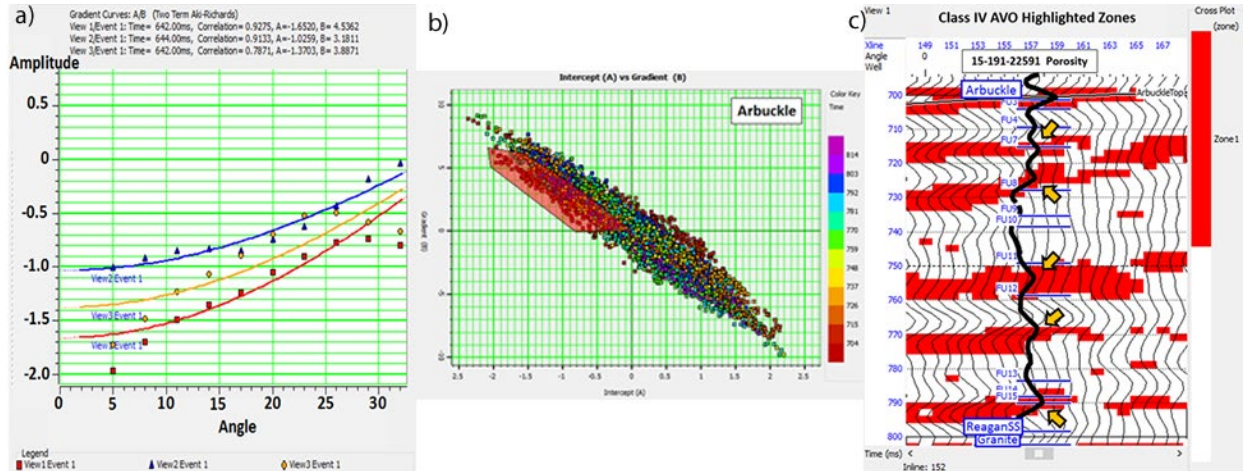 a)
Gradient Curves: A/B (Two Term Aki-Richards)
View 1/Event 1: Time= 642.00ms, Correlation= 0.9275, A=-1.6520, B= 4.5362
View 2/Event 1: Time= 644.00ms, Correlation= 0.9133, A=-1.0259, B= 3.1811
View 3/Event 1: Time= 642.00ms, Correlation= 0.7871, A=-1.3703, B= 3.8871
Amplitude
0.5
0
-0.5
-1.0
-1.5
-2.0
View2 Event 1
View3 Event 1
View1 Event 1
0 5 10 15 20 25 30
Angle
Legend
View1 Event 1 View2 Event 1 View3 Event 1
b)
Intercept (A) vs Gradient (B)
Arbuckle
Color Key
Time
814
803
792
781
770
759
748
737
726
715
704
Gradient (B)
10
5
0
-5
-10
2.5 -2 -1.5 -1 -0.5 0 0.5 1 1.5 2 2.5
Intercept (A)
c)
View 1
Class IV AVO Highlighted Zones
Cross Plot
(zone)
Zone1
Xline 149 151 153 155 157 159 161 163 165 167
Angle 0
Well
15-191-22591 Porosity
Arbuckle
ArbuckleTop
FU3
FU4
FU7
FU8
FU9
FU10
FU11
FU12
FU13
FU15
ReaganSS
Granite
700
710
720
730
740
750
760
770
780
790
800
Time (ms)
Inline: 152